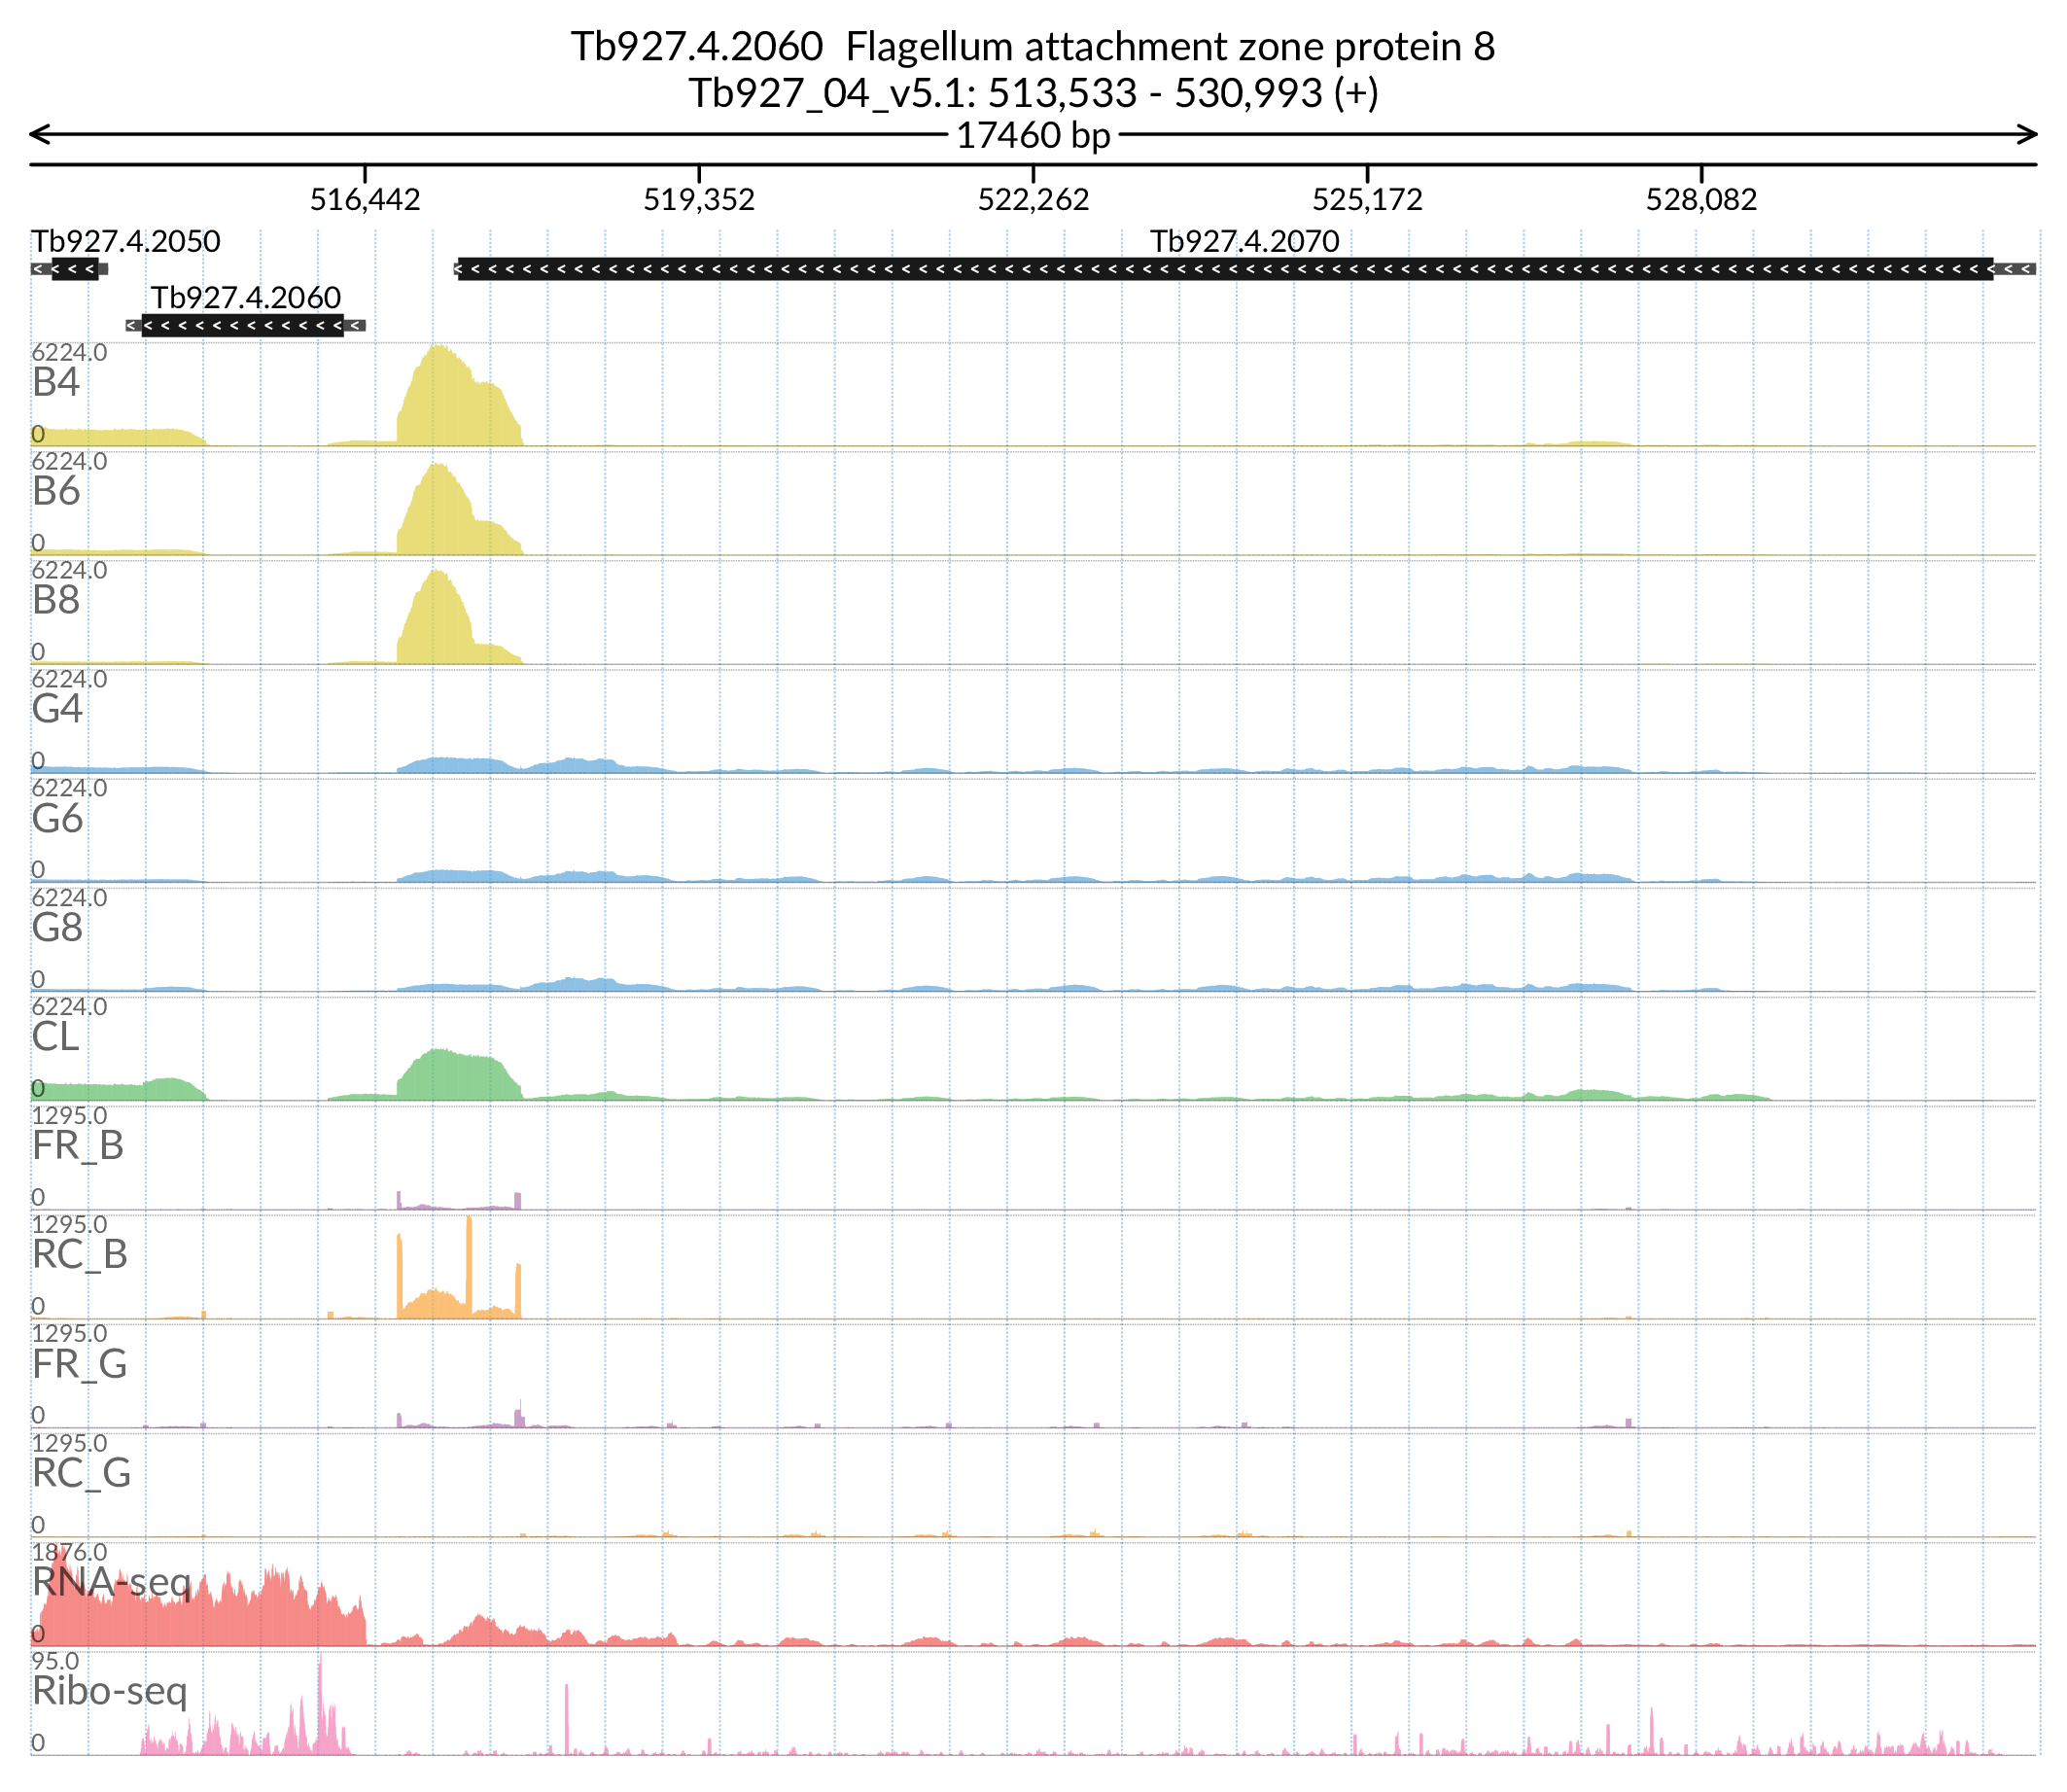 Tb927.4.2060  Flagellum attachment zone protein 8
Tb927_04_v5.1: 513,533 - 530,993 (+)
17460 bp
516,442 519,352 522,262 525,172 528,082
Tb927.4.2050 Tb927.4.2070
Tb927.4.2060
6224.0
B4
0
6224.0
B6
0
6224.0
B8
0
6224.0
G4
0
6224.0
G6
0
6224.0
G8
0
6224.0
CL
0
1295.0
FR_B
0
1295.0
RC_B
0
1295.0
FR_G
0
1295.0
RC_G
0
1876.0
RNA-seq
0
95.0
Ribo-seq
0